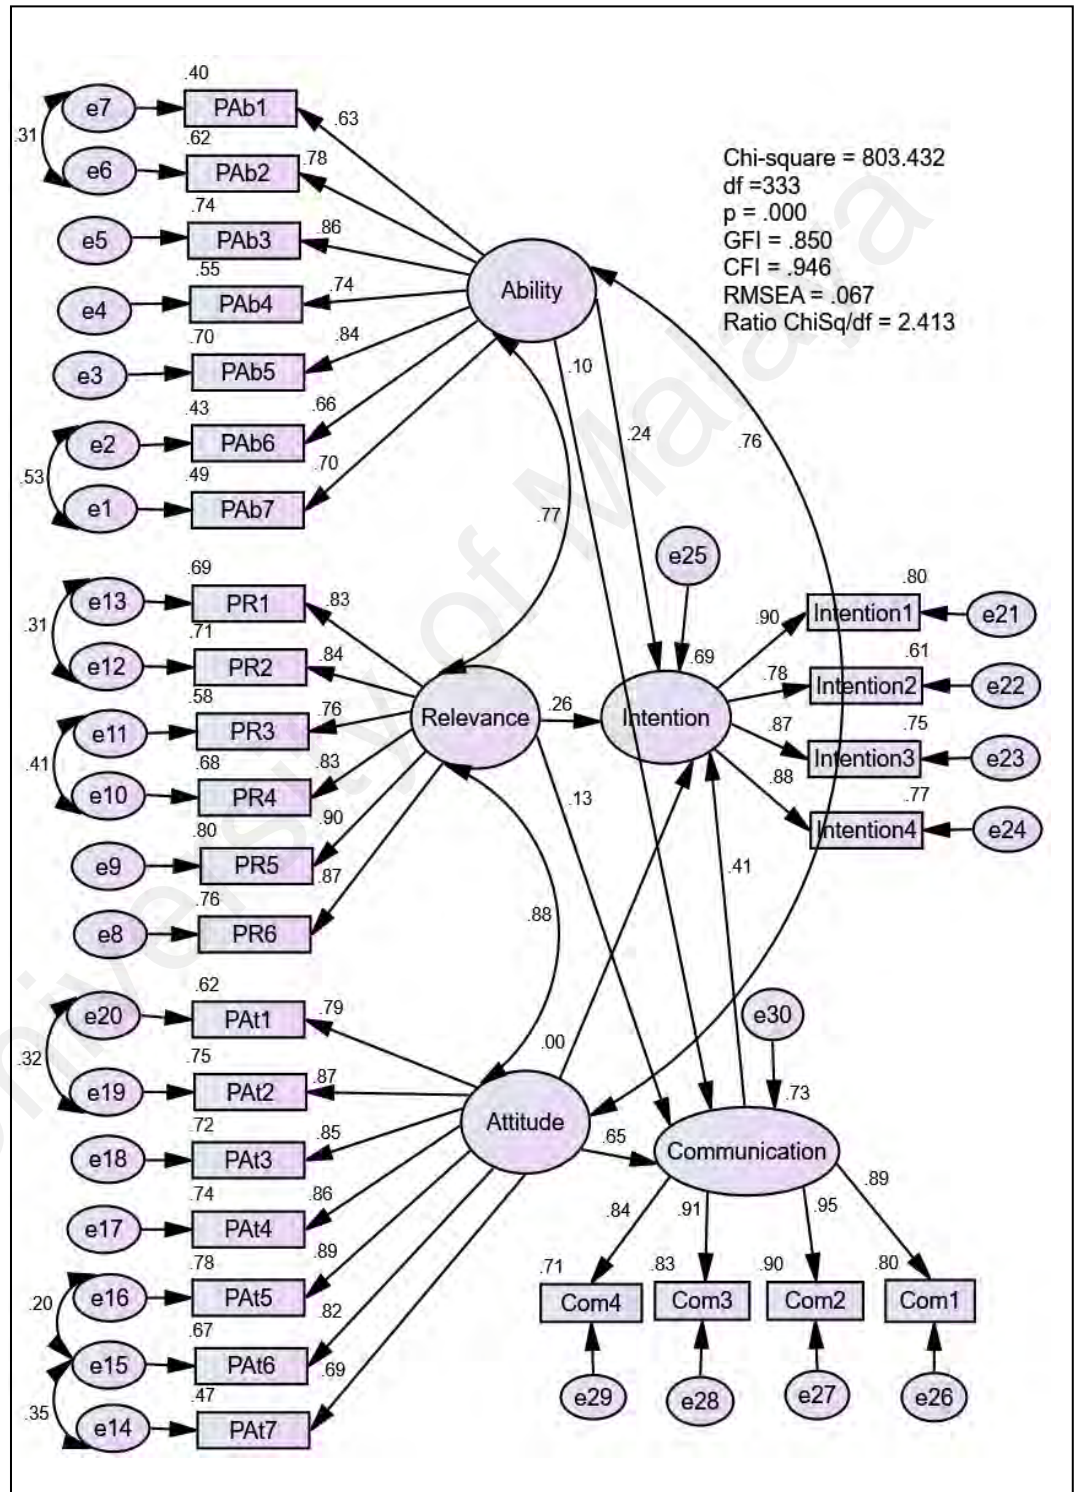 .40
e7
PAb1
.63
.31
.62
e6
PAb2
.78
.74
e5
PAb3
.86
.55
e4
PAb4
.74
.70
e3
PAb5
.84
.43
e2
PAb6
.66
.53
.49
e1
PAb7
.70
Ability
Chi-square = 803.432
df =333
p = .000
GFI = .850
CFI = .946
RMSEA = .067
Ratio ChiSq/df = 2.413
.10
.24
.76
.77
.69
e13
PR1
.83
.31
.71
e12
PR2
.84
.58
e11
PR3
.76
.41
.68
e10
PR4
.83
.80
e9
PR5
.90
.76
e8
PR6
.87
Relevance
.26
e25
.69
Intention
.80
.90
Intention1
e21
.61
.78
Intention2
e22
.75
.87
Intention3
e23
.77
.88
Intention4
e24
.13
.41
.88
.00
.62
e20
PAt1
.79
.32
.75
e19
PAt2
.87
.72
e18
PAt3
.85
.74
e17
PAt4
.86
.78
e16
PAt5
.89
.20
.67
e15
PAt6
.82
.35
.47
e14
PAt7
.69
Attitude
.65
e30
.73
Communication
.84
.91
.95
.89
.71
Com4
.83
Com3
.90
Com2
.80
Com1
e29
e28
e27
e26
University of Malaya